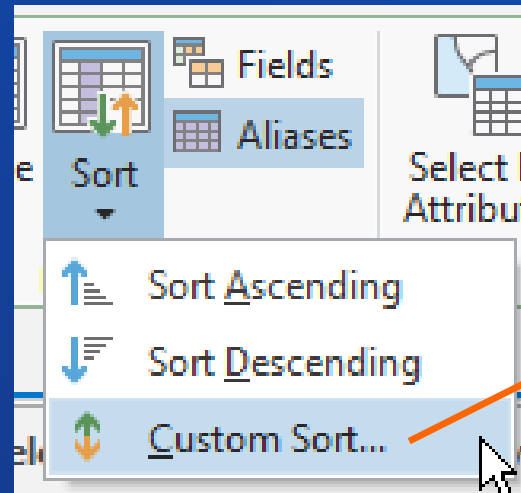 Fields
Aliases
Sort
Select
Attribu
Sort Ascending
Sort Descending
Custom Sort...